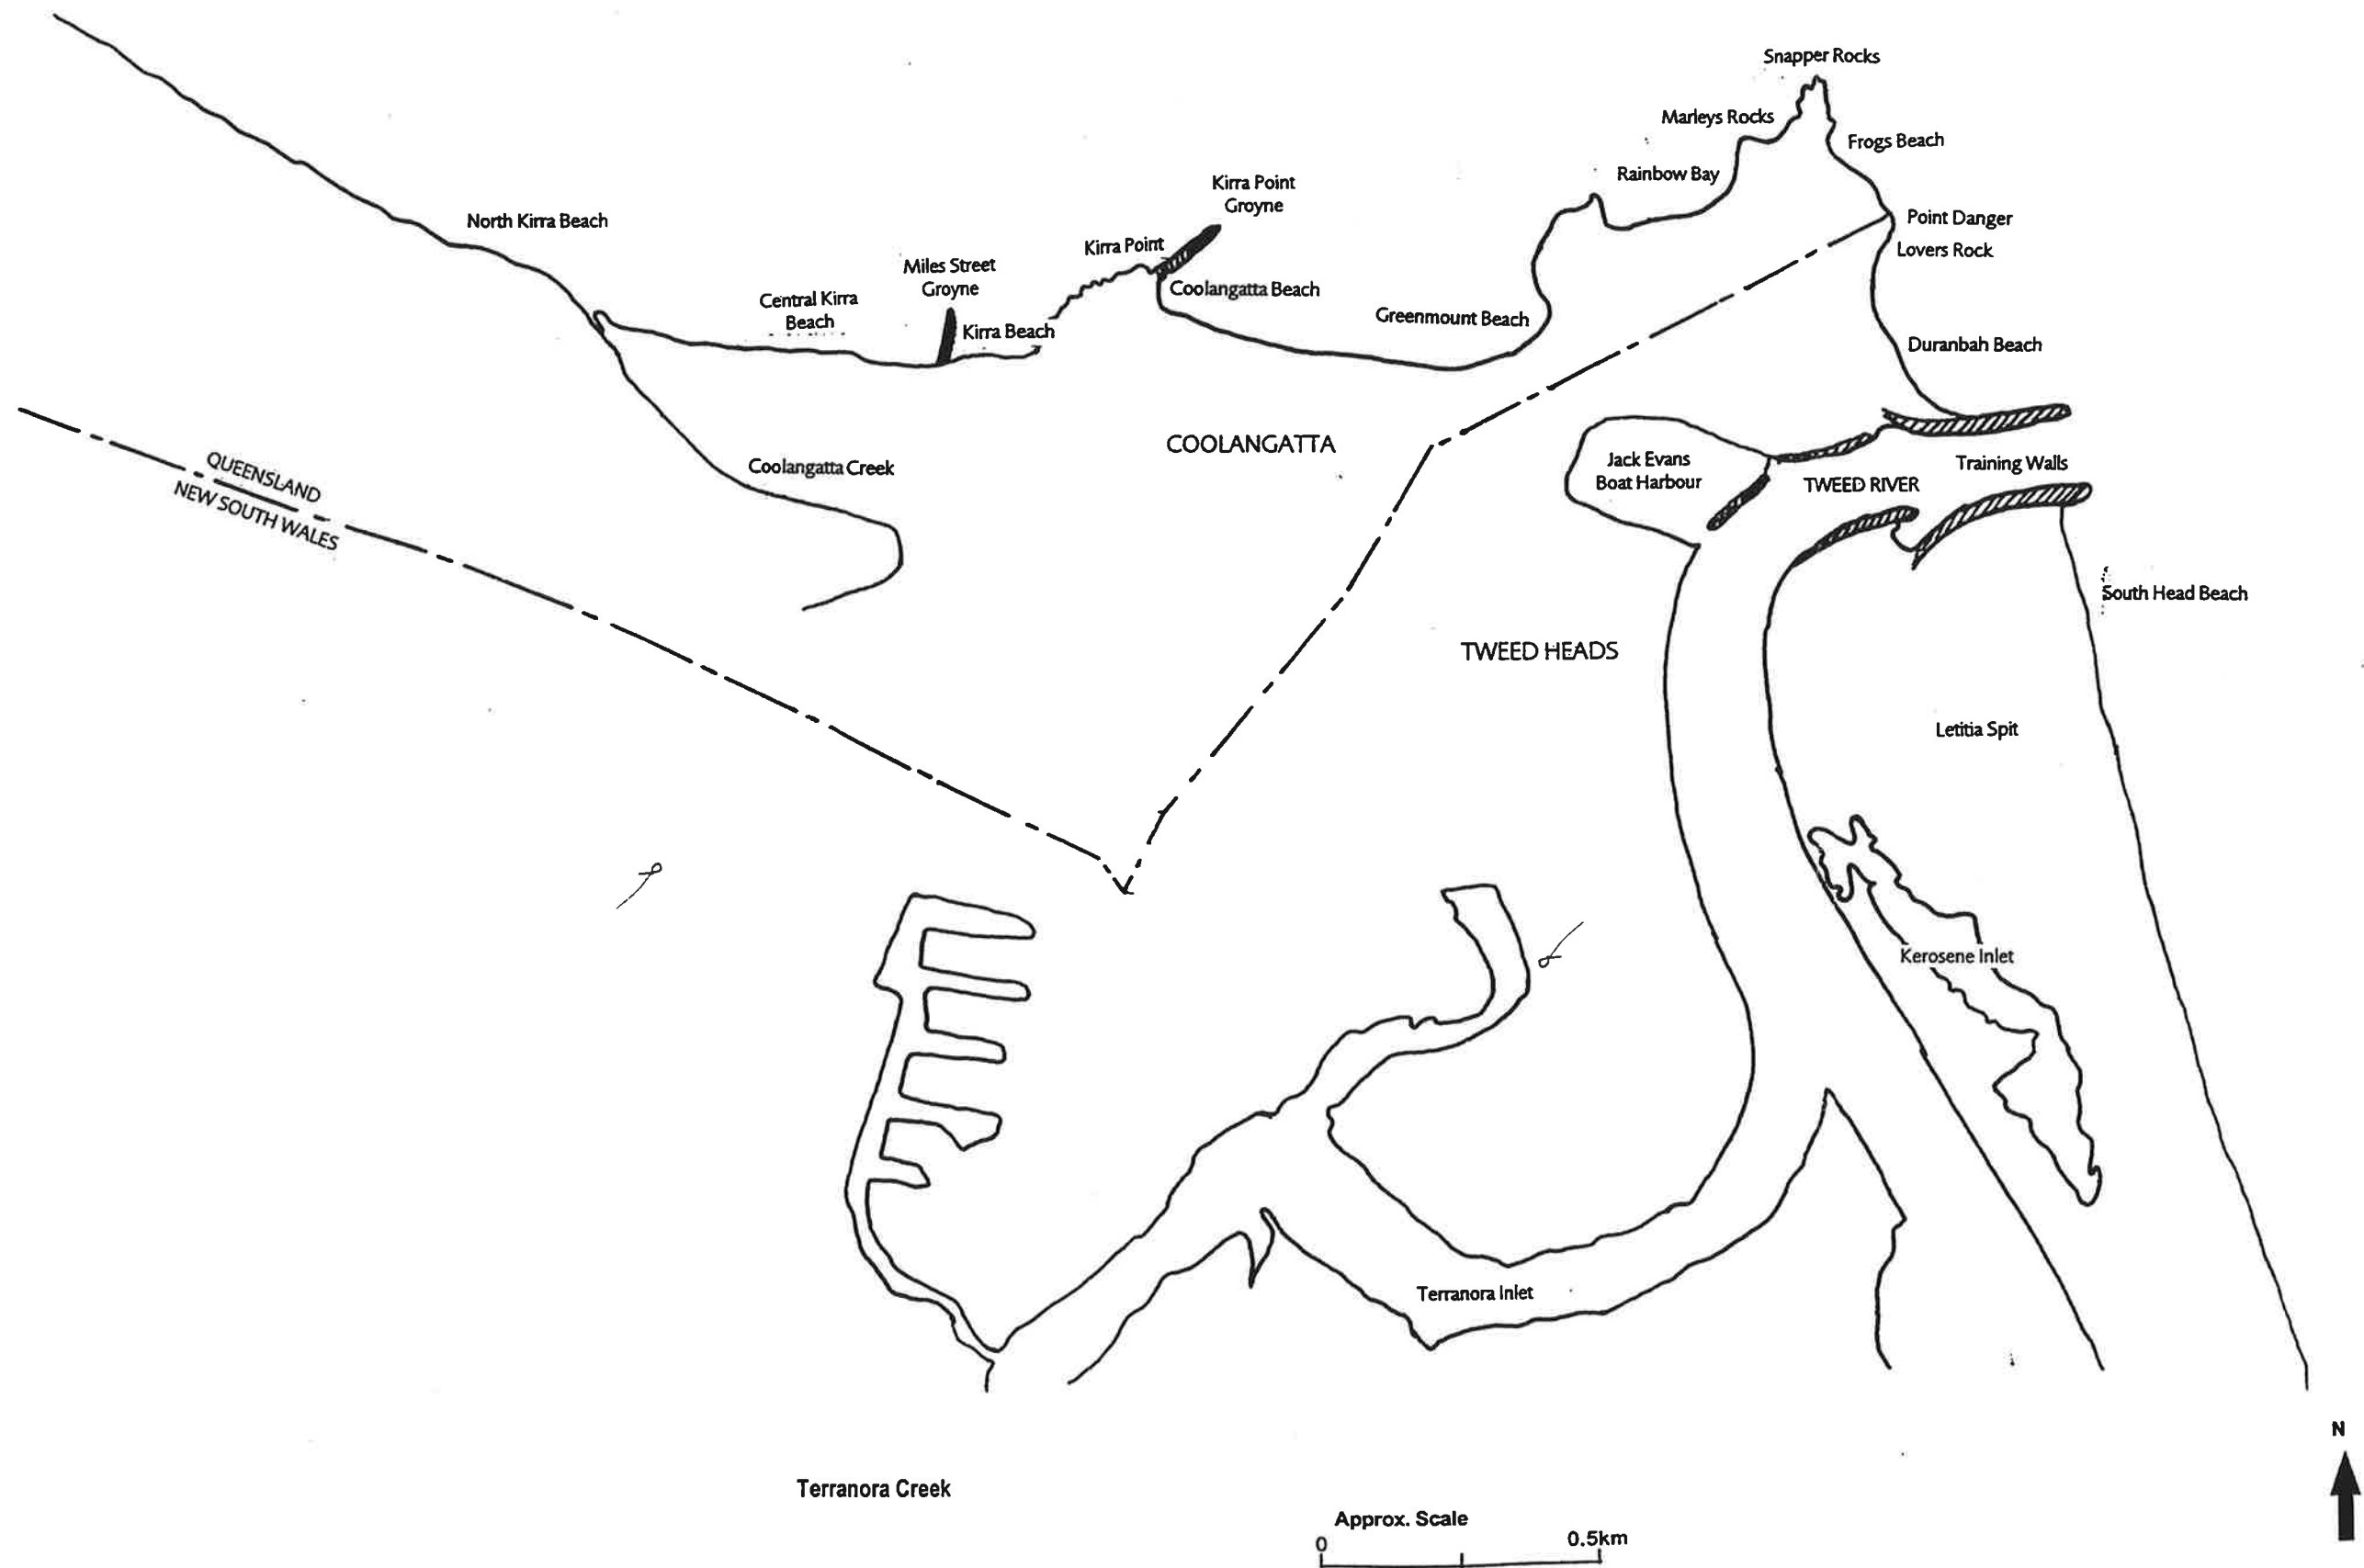 Snapper Rocks
Marleys Rocks
Frogs Beach
Rainbow Bay
Kirra Point
Groyne
North Kirra Beach
Point Danger
Kirra Point
Lovers Rock
Miles Street
Groyne
Coolangatta Beach
Central Kirra
Beach
Greenmount Beach
Kirra Beach
Duranbah Beach
COOLANGATTA
QUEENSLAND
NEW SOUTH WALES
Coolangatta Creek
Jack Evans
Boat Harbour
Training Walls
TWEED RIVER
South Head Beach
TWEED HEADS
Letitia Spit
Kerosene Inlet
Terranora Inlet
N
Terranora Creek
Approx. Scale
0 0.5km